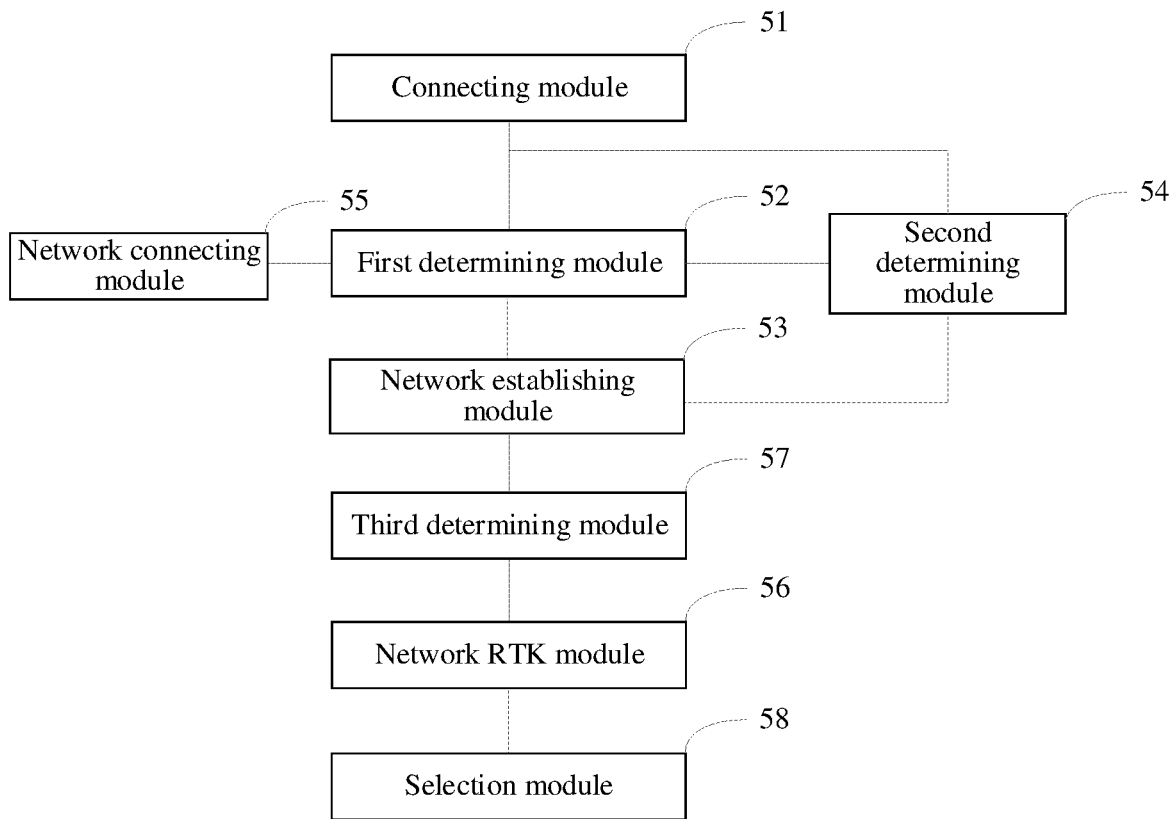 51
Connecting module
55
52
54
Network connecting
module
First determining module
Second
determining
module
53
Network establishing
module
57
Third determining module
56
Network RTK module
58
Selection module